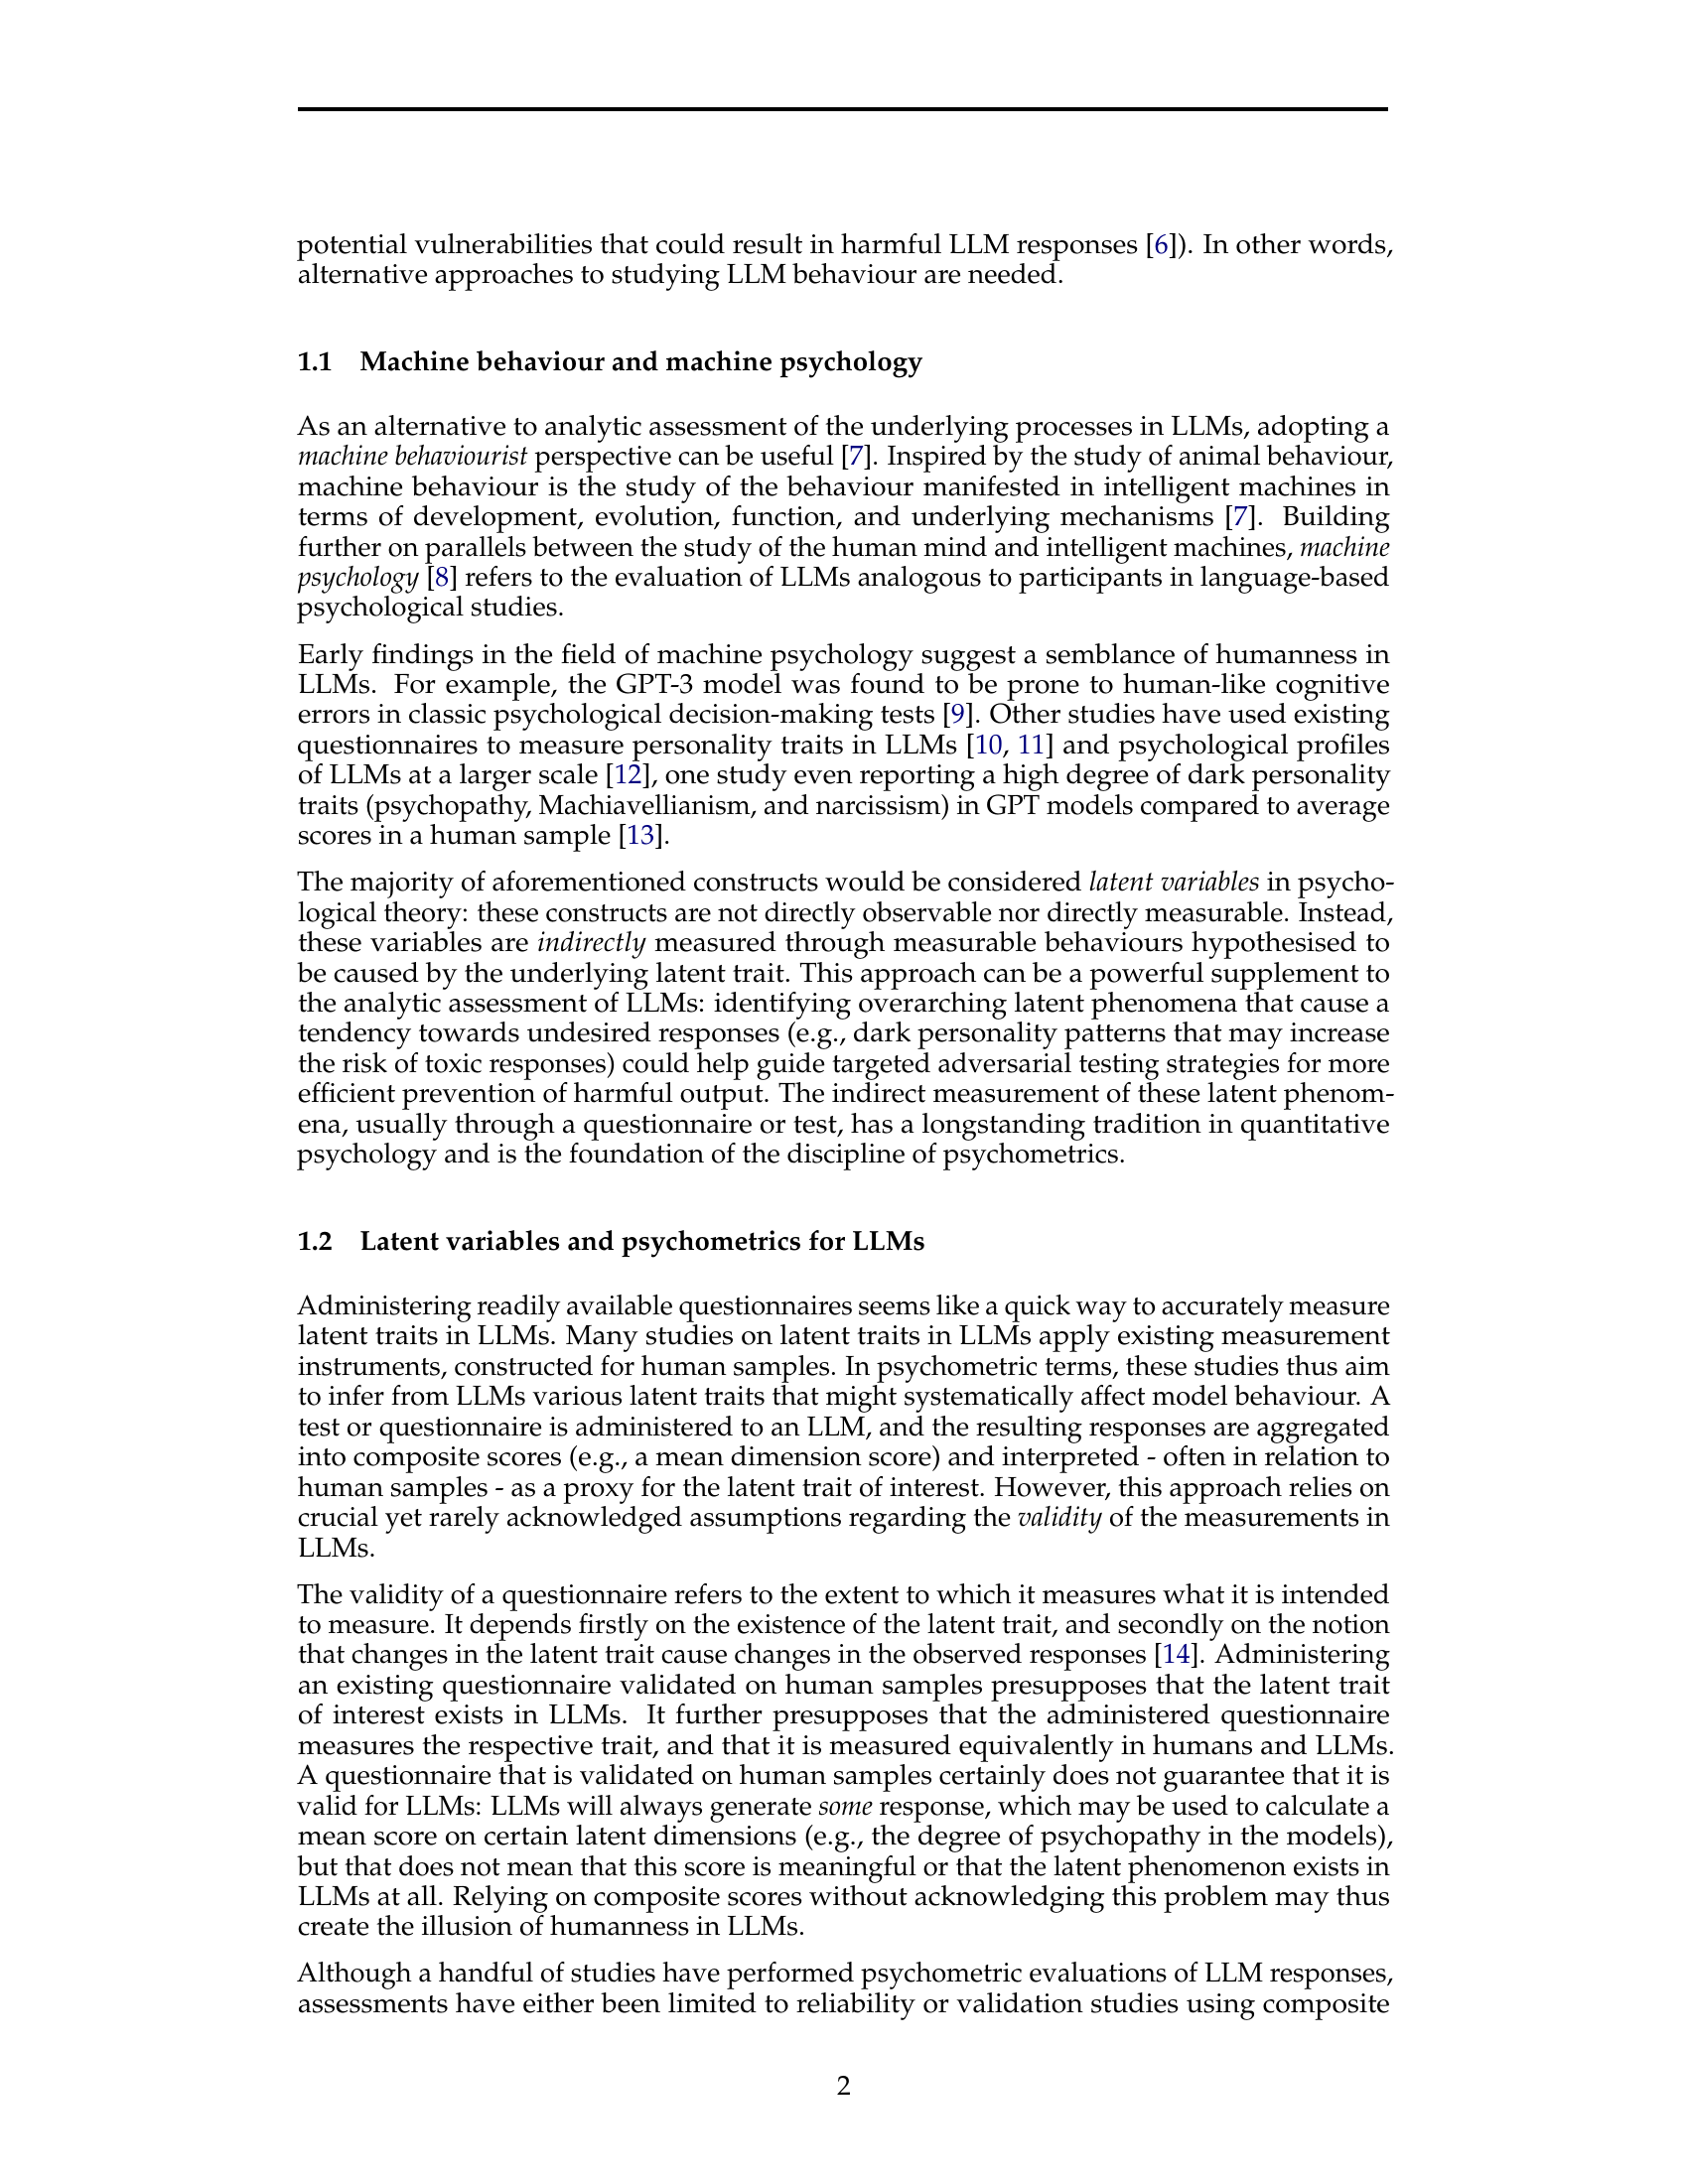 potential vulnerabilities that could result in harmful LLM responses [6]). In other words,
alternative approaches to studying LLM behaviour are needed.
1.1 Machine behaviour and machine psychology
As an alternative to analytic assessment of the underlying processes in LLMs, adopting a
machine behaviourist perspective can be useful [7]. Inspired by the study of animal behaviour,
machine behaviour is the study of the behaviour manifested in intelligent machines in
terms of development, evolution, function, and underlying mechanisms [7]. Building
further on parallels between the study of the human mind and intelligent machines, machine
psychology [8] refers to the evaluation of LLMs analogous to participants in language-based
psychological studies.
Early findings in the field of machine psychology suggest a semblance of humanness in
LLMs. For example, the GPT-3 model was found to be prone to human-like cognitive
errors in classic psychological decision-making tests [9]. Other studies have used existing
questionnaires to measure personality traits in LLMs [10, 11] and psychological profiles
of LLMs at a larger scale [12], one study even reporting a high degree of dark personality
traits (psychopathy, Machiavellianism, and narcissism) in GPT models compared to average
scores in a human sample [13].
The majority of aforementioned constructs would be considered latent variables in psycho-
logical theory: these constructs are not directly observable nor directly measurable. Instead,
these variables are indirectly measured through measurable behaviours hypothesised to
be caused by the underlying latent trait. This approach can be a powerful supplement to
the analytic assessment of LLMs: identifying overarching latent phenomena that cause a
tendency towards undesired responses (e.g., dark personality patterns that may increase
the risk of toxic responses) could help guide targeted adversarial testing strategies for more
efficient prevention of harmful output. The indirect measurement of these latent phenom-
ena, usually through a questionnaire or test, has a longstanding tradition in quantitative
psychology and is the foundation of the discipline of psychometrics.
1.2 Latent variables and psychometrics for LLMs
Administering readily available questionnaires seems like a quick way to accurately measure
latent traits in LLMs. Many studies on latent traits in LLMs apply existing measurement
instruments, constructed for human samples. In psychometric terms, these studies thus aim
to infer from LLMs various latent traits that might systematically affect model behaviour. A
test or questionnaire is administered to an LLM, and the resulting responses are aggregated
into composite scores (e.g., a mean dimension score) and interpreted - often in relation to
human samples - as a proxy for the latent trait of interest. However, this approach relies on
crucial yet rarely acknowledged assumptions regarding the validity of the measurements in
LLMs.
The validity of a questionnaire refers to the extent to which it measures what it is intended
to measure. It depends firstly on the existence of the latent trait, and secondly on the notion
that changes in the latent trait cause changes in the observed responses [14]. Administering
an existing questionnaire validated on human samples presupposes that the latent trait
of interest exists in LLMs. It further presupposes that the administered questionnaire
measures the respective trait, and that it is measured equivalently in humans and LLMs.
A questionnaire that is validated on human samples certainly does not guarantee that it is
valid for LLMs: LLMs will always generate some response, which may be used to calculate a
mean score on certain latent dimensions (e.g., the degree of psychopathy in the models),
but that does not mean that this score is meaningful or that the latent phenomenon exists in
LLMs at all. Relying on composite scores without acknowledging this problem may thus
create the illusion of humanness in LLMs.
Although a handful of studies have performed psychometric evaluations of LLM responses,
assessments have either been limited to reliability or validation studies using composite
2